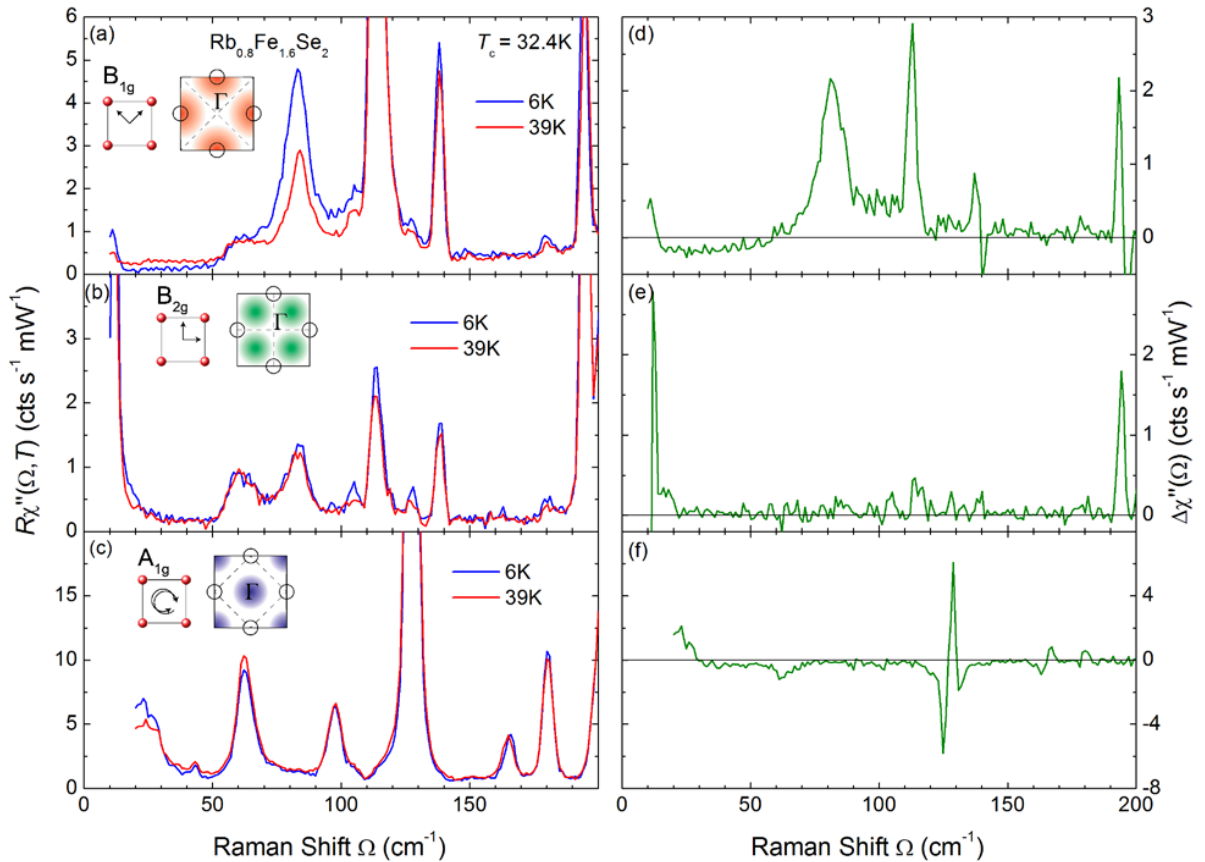 (a)
Rb0.8Fe1.6Se2
Tc = 32.4K
B1g
Γ
6K
39K
6
5
4
3
2
1
0
(b)
B2g
Γ
6K
39K
3
2
1
0
(c)
A1g
Γ
6K
39K
15
10
5
0
0 50 100 150
Rχ''(Ω,T) (cts s-1 mW-1)
Raman Shift Ω (cm-1)
(d)
3
2
1
0
(e)
2
1
0
(f)
4
0
-4
-8
0 50 100 150 200
Δχ''(Ω) (cts s-1 mW-1)
Raman Shift Ω (cm-1)